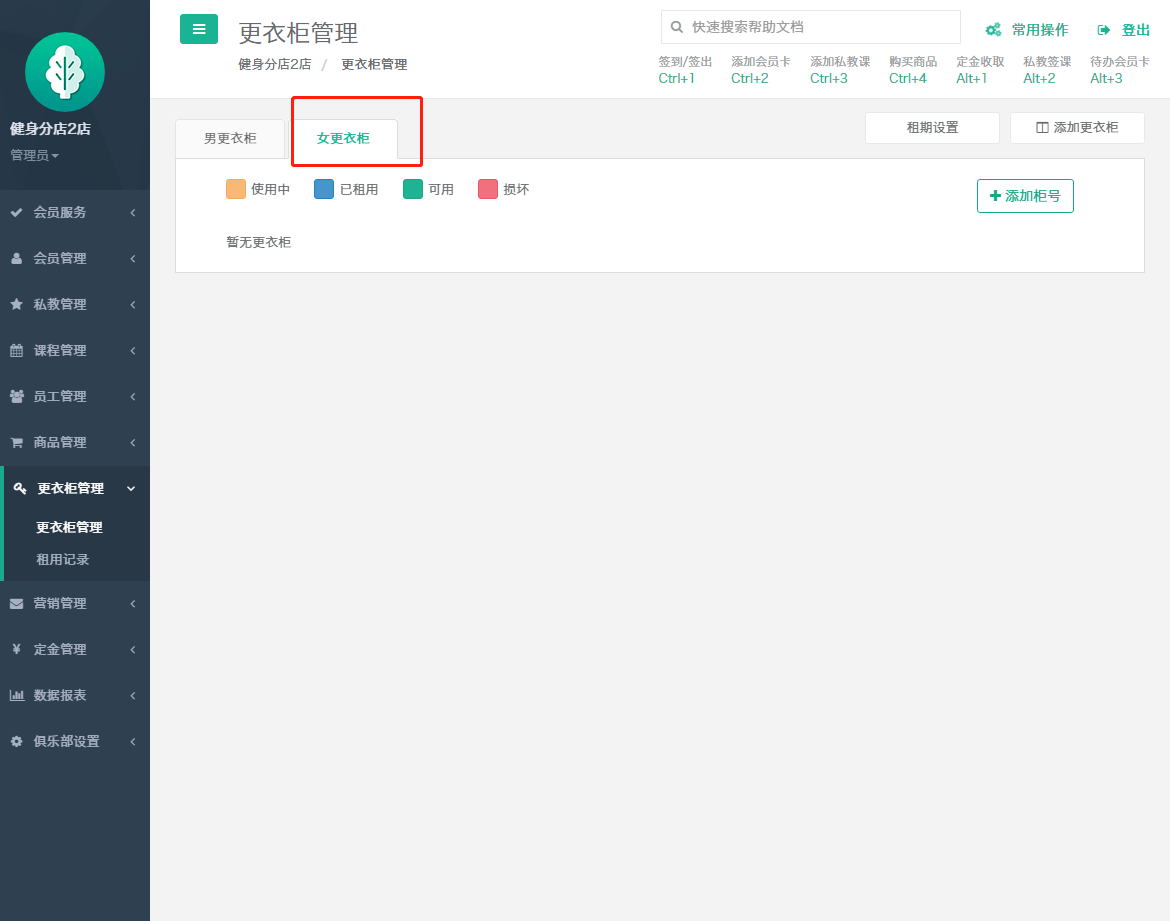 健身分店2店
管理员
会员服务
会员管理
私教管理
课程管理
员工管理
商品管理
更衣柜管理
更衣柜管理
租用记录
营销管理
定金管理
数据报表
俱乐部设置
更衣柜管理
健身分店2店 / 更衣柜管理
快速搜索帮助文档
常用操作
登出
签到/签出 添加会员卡 添加私教课 购买商品 定金收取 私教签课 待办会员卡
Ctrl+1 Ctrl+2 Ctrl+3 Ctrl+4 Alt+1 Alt+2 Alt+3
男更衣柜 女更衣柜
租期设置 添加更衣柜
使用中 已租用 可用 损坏
添加柜号
暂无更衣柜